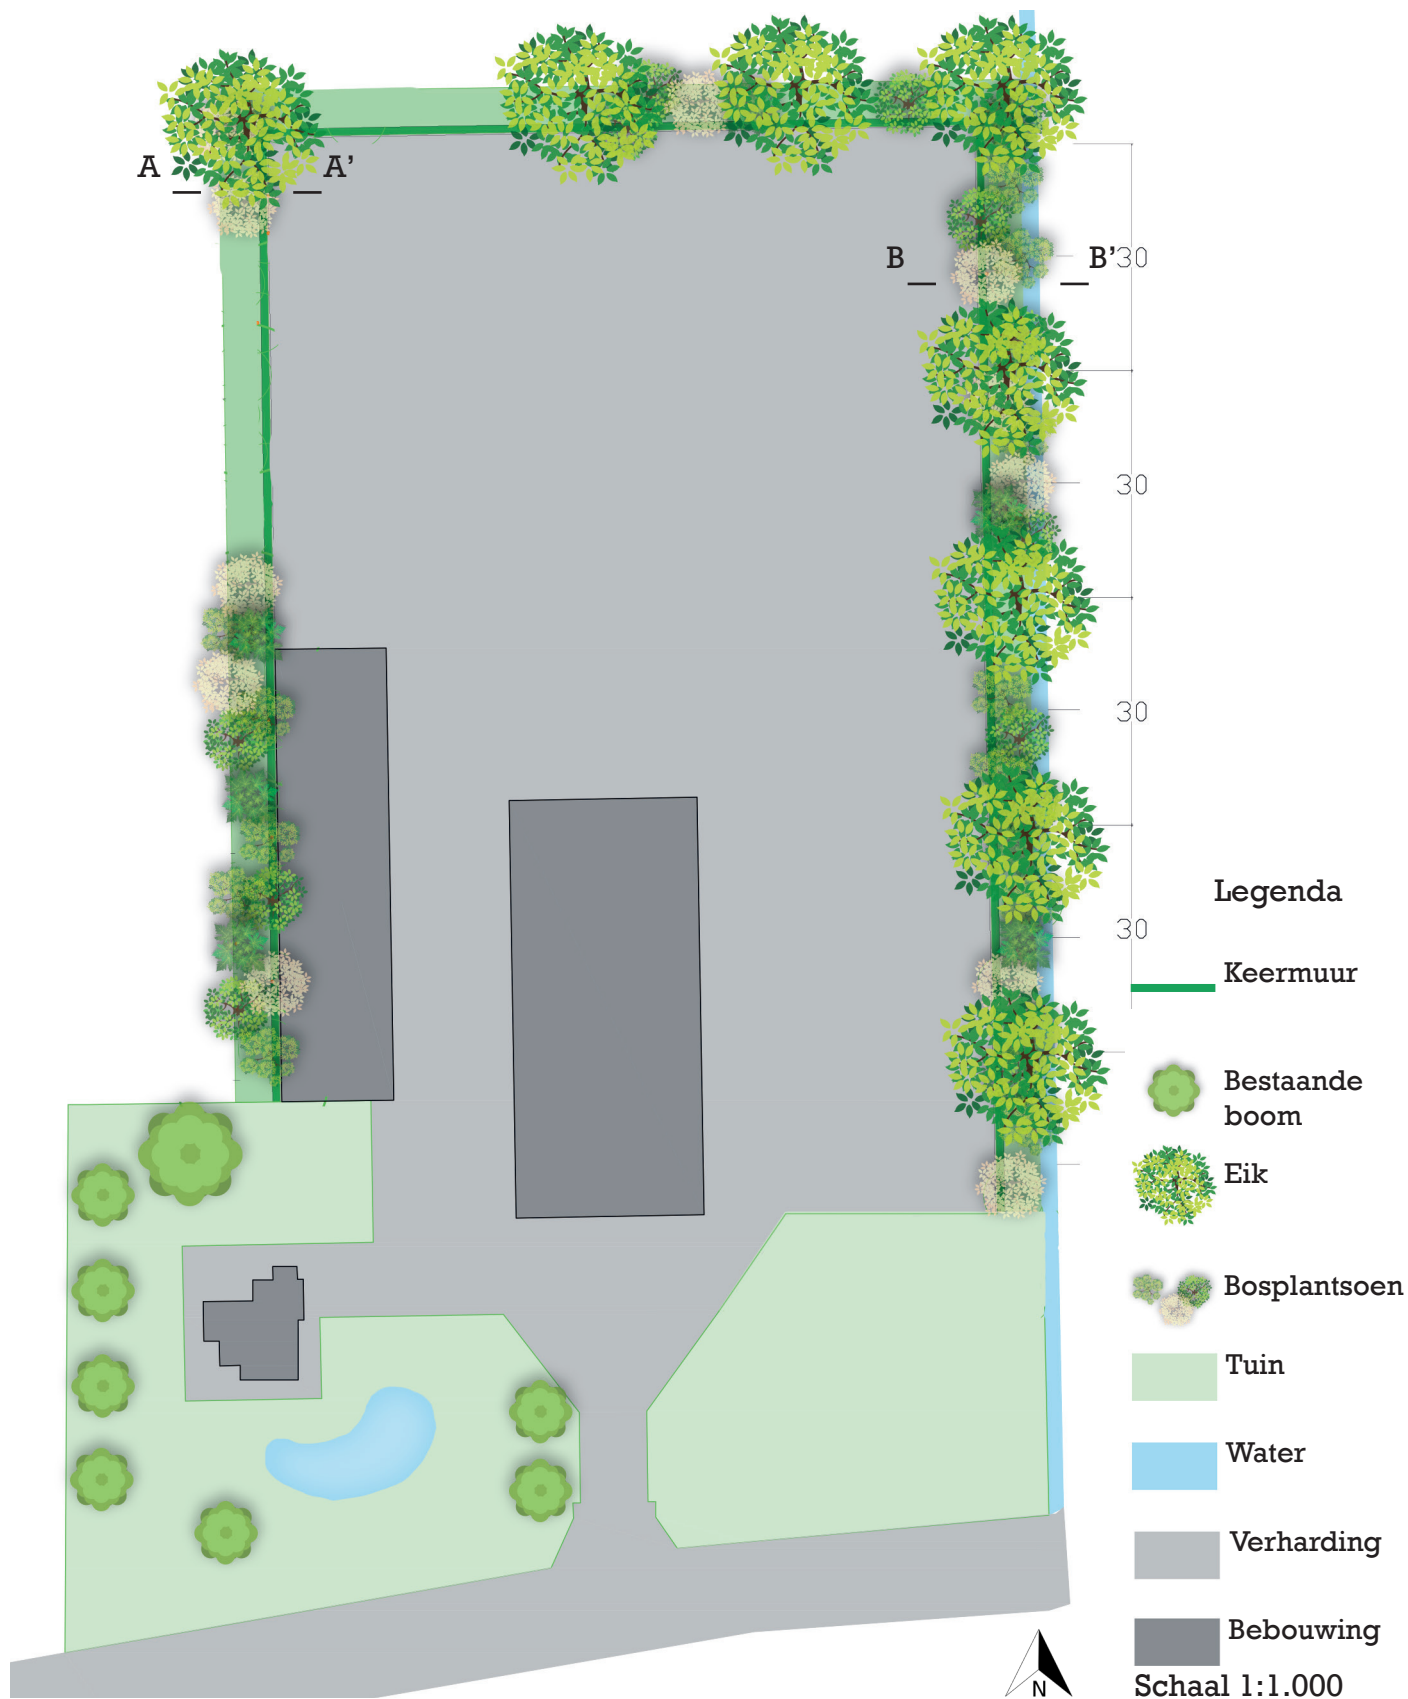 A A’
B B’ 30
30
30
30
Legenda
Keermuur
Bestaande
boom
Eik
Bosplantsoen
Tuin
Water
Verharding
Bebouwing
N
Schaal 1:1.000